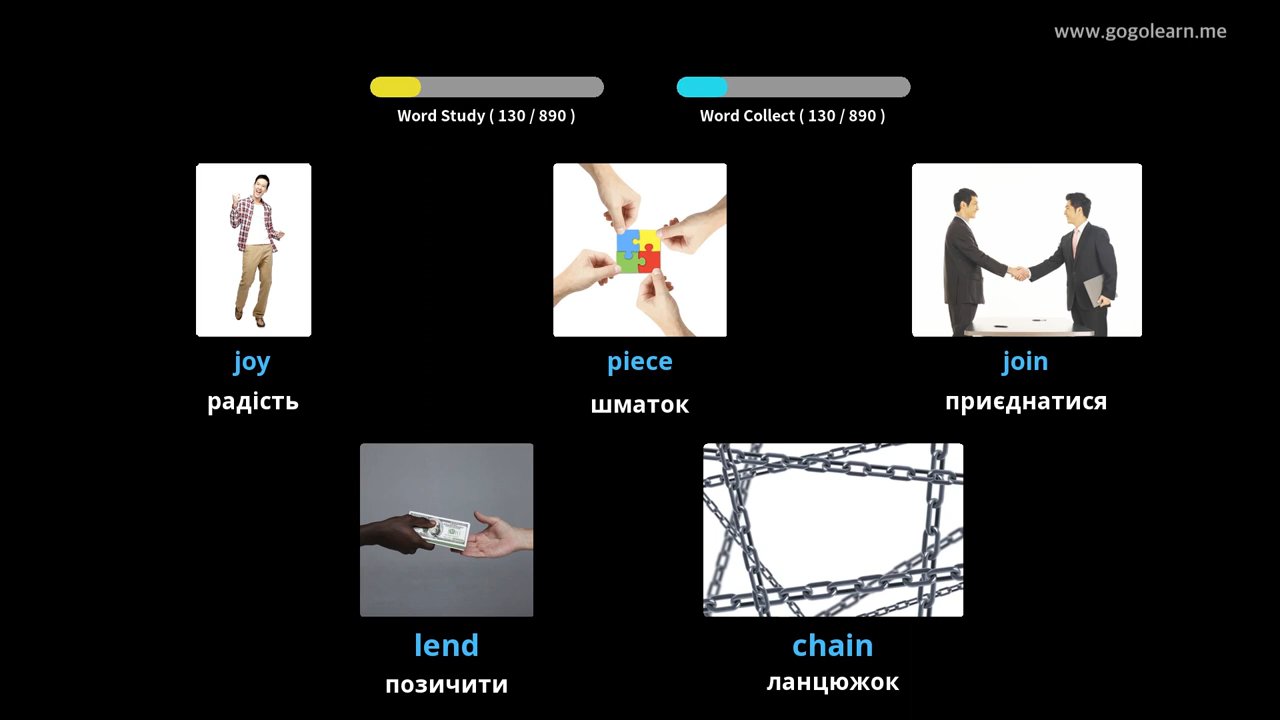 www.gogolearn.me
Word Study ( 130 / 890 )
Word Collect ( 130 / 890 )
joy
piece
join
радість
шматок
приєднатися
lend
chain
позичити
ланцюжок